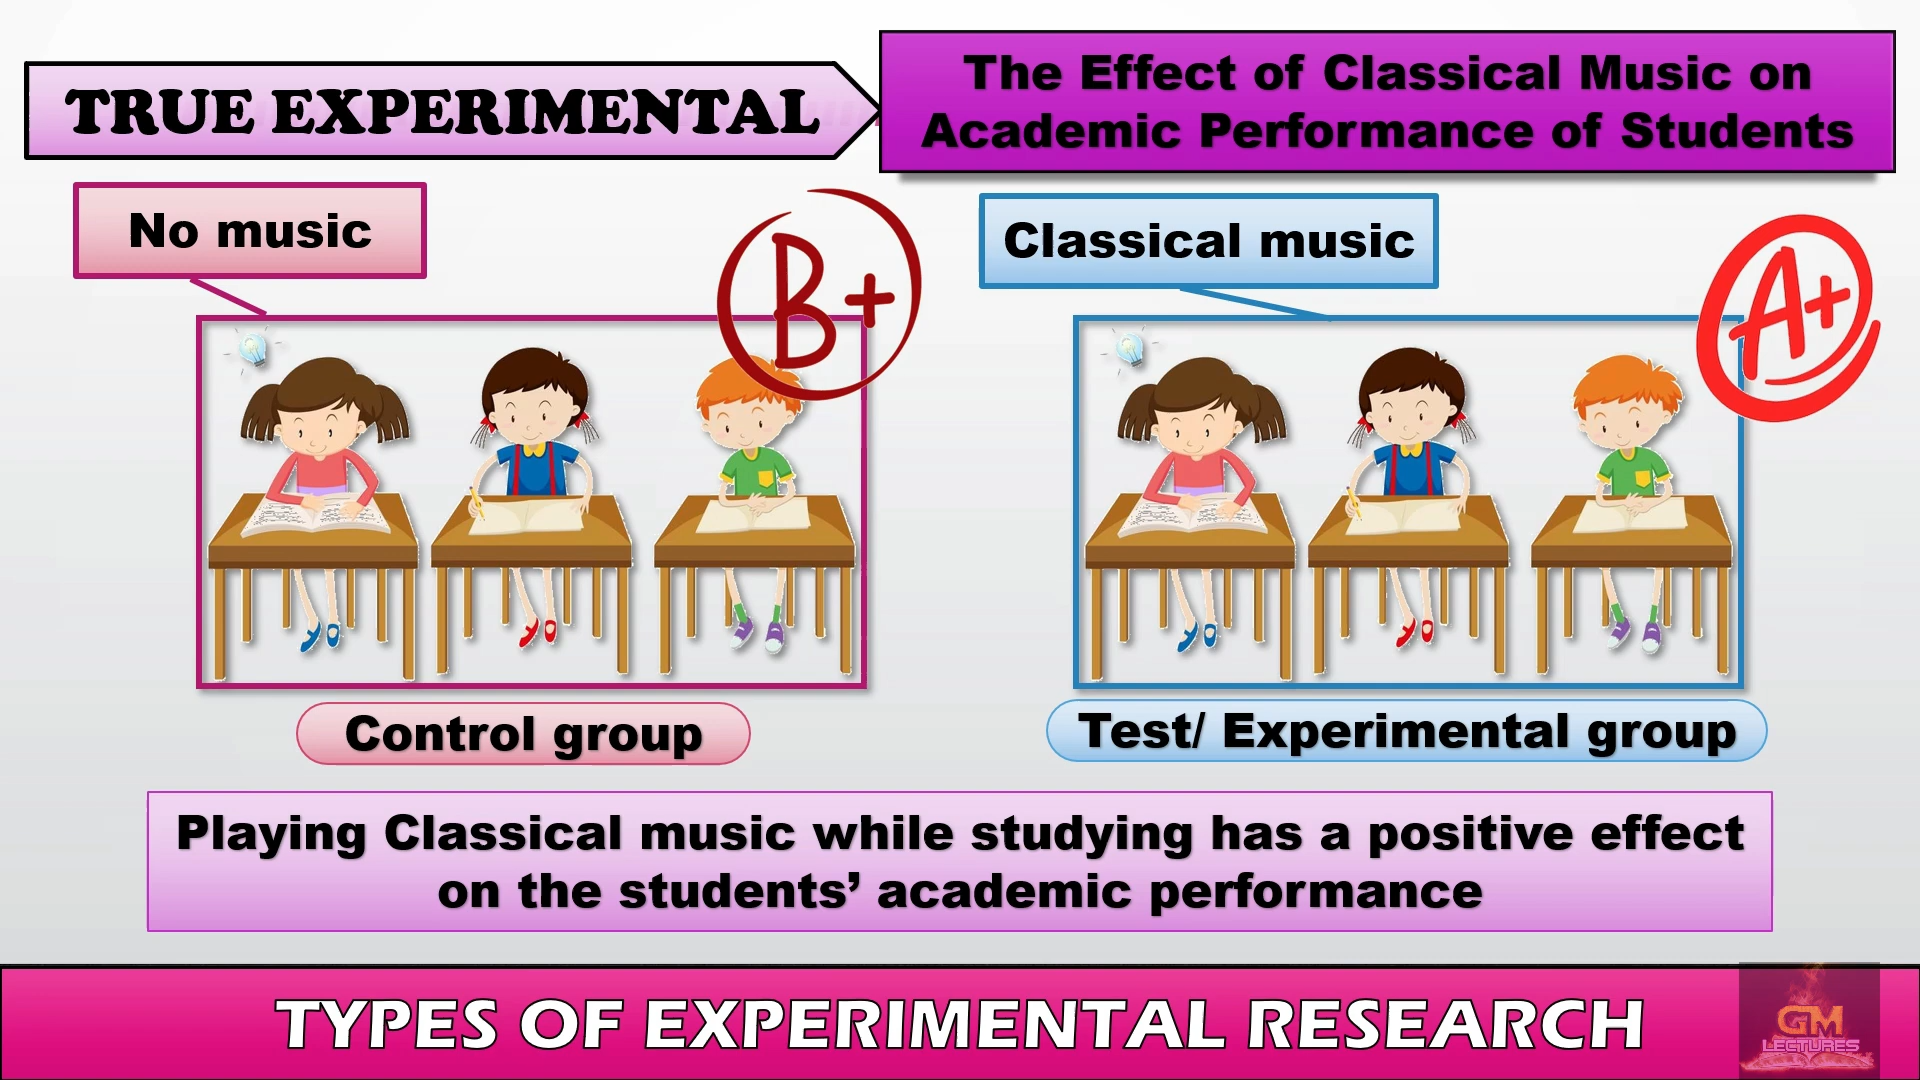 TRUE EXPERIMENTAL
The Effect of Classical Music on
Academic Performance of Students
No music
B+
Classical music
A+
Control group
Test/ Experimental group
Playing Classical music while studying has a positive effect
on the students’ academic performance
TYPES OF EXPERIMENTAL RESEARCH
GM
LECTURES